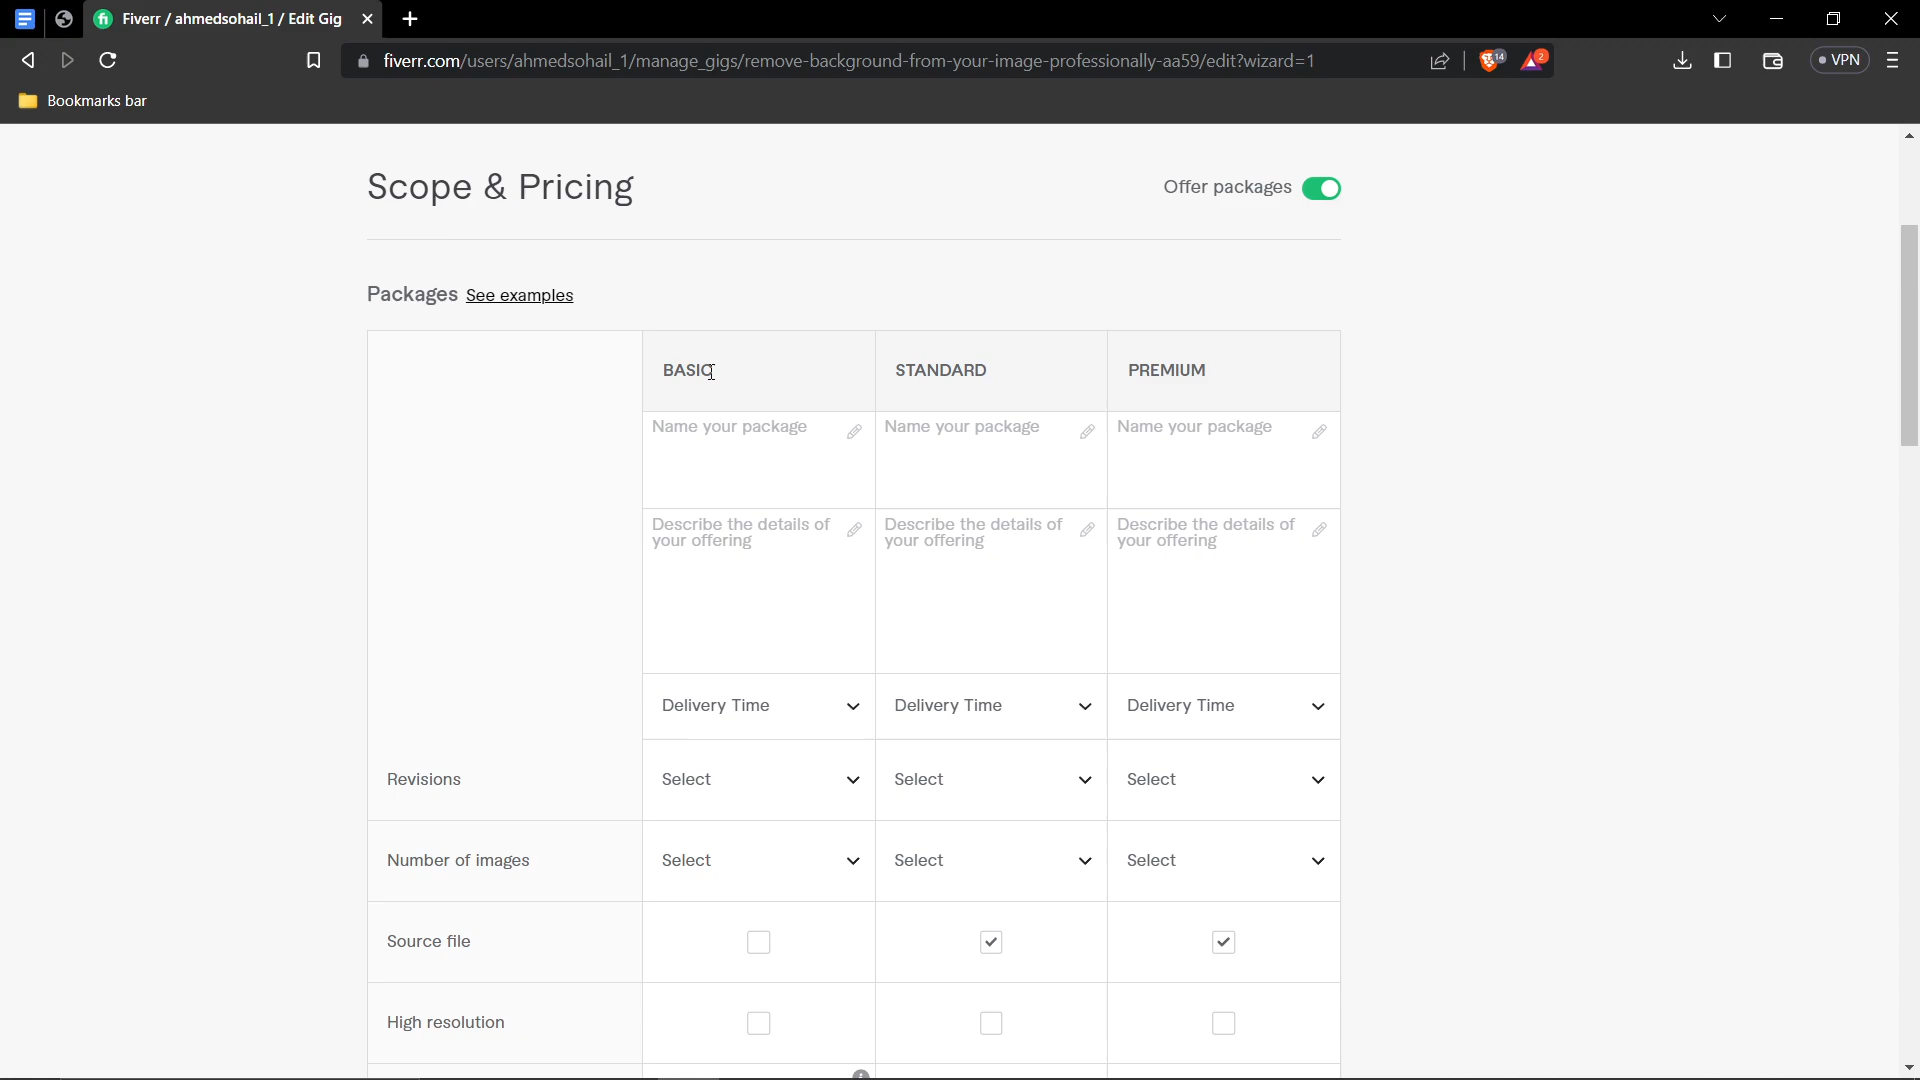 Fiverr / ahmedsohail_1 / Edit Gig
fiverr.com/users/ahmedsohail_1/manage_gigs/remove-background-from-your-image-professionally-aa59/edit?wizard=1
14
2
VPN
Bookmarks bar
Scope & Pricing
Offer packages
Packages See examples
BASIC STANDARD PREMIUM
Name your package Name your package Name your package
Describe the details of your offering
Describe the details of your offering
Describe the details of your offering
Delivery Time Delivery Time Delivery Time
Revisions Select Select Select
Number of images Select Select Select
Source file
High resolution